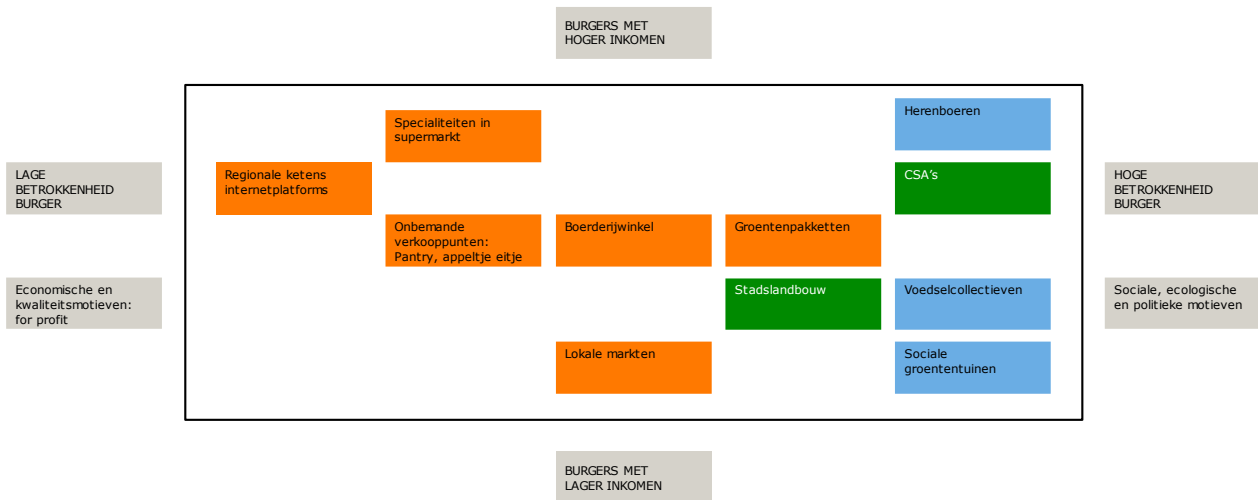 BURGERS MET
HOGER INKOMEN
Herenboeren
Specialiteiten in
supermarkt
LAGE
BETROKKENHEID
BURGER
Regionale ketens
internetplatforms
CSA's
HOGE
BETROKKENHEID
BURGER
Onbemande
verkooppunten:
Pantry, appeltje eitje
Boerderijwinkel
Groentenpakketten
Economische en
kwaliteitsmotieven:
for profit
Stadslandbouw
Voedselcollectieven
Sociale, ecologische
en politieke motieven
Lokale markten
Sociale
groententuinen
BURGERS MET
LAGER INKOMEN